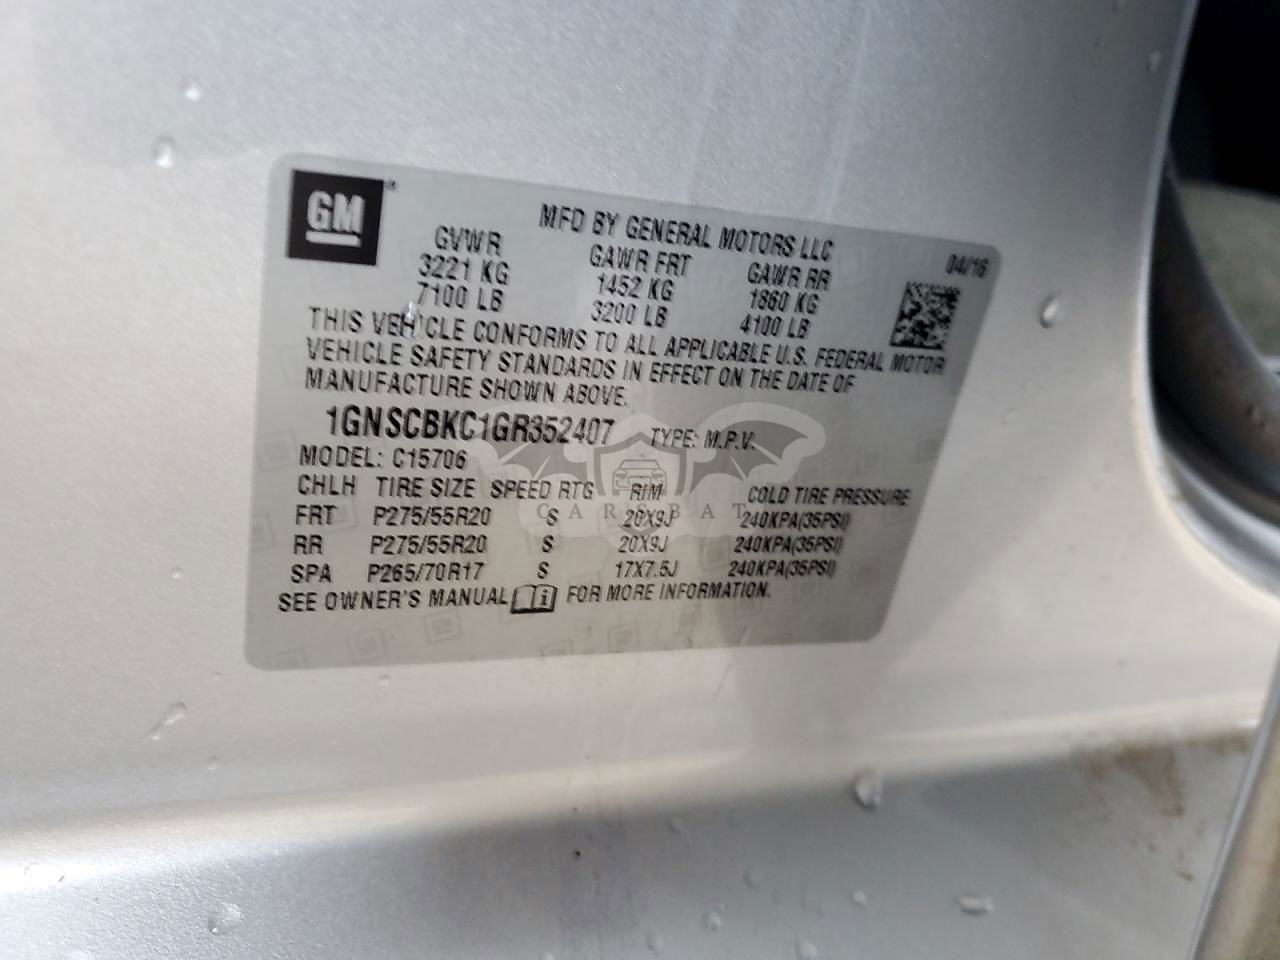 GM®
MFD BY GENERAL MOTORS LLC
04/16
GVWR GAWR FRT GAWR RR
3221 KG 1452 KG 1860 KG
7100 LB 3200 LB 4100 LB
THIS VEHICLE CONFORMS TO ALL APPLICABLE U.S. FEDERAL MOTOR
VEHICLE SAFETY STANDARDS IN EFFECT ON THE DATE OF
MANUFACTURE SHOWN ABOVE.
1GNSCBKC1GR352407 TYPE: M.P.V.
MODEL: C15706
CHLH TIRE SIZE SPEED RTG RIM COLD TIRE PRESSURE
FRT P275/55R20 S 20X9J 240KPA(35PSI)
RR P275/55R20 S 20X9J 240KPA(35PSI)
SPA P265/70R17 S 17X7.5J 240KPA(35PSI)
SEE OWNER'S MANUAL FOR MORE INFORMATION.
CARSBAT